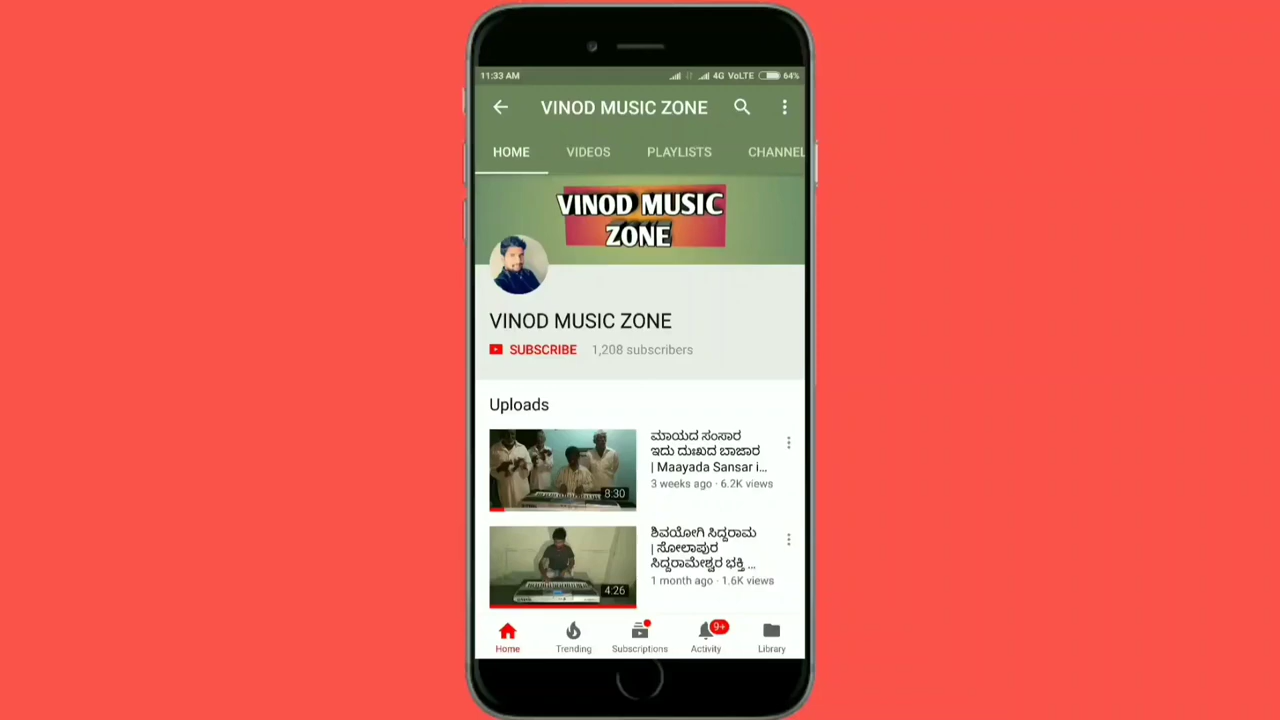 11:33 AM
4G VoLTE 64%
VINOD MUSIC ZONE
HOME VIDEOS PLAYLISTS CHANNEL
VINOD MUSIC
ZONE
VINOD MUSIC ZONE
SUBSCRIBE 1,208 subscribers
Uploads
8:30
ಮಾಯದ ಸಂಸಾರ
ಇದು ದುಃಖದ ಬಾಜಾರ
| Maayada Sansar i...
3 weeks ago · 6.2K views
4:26
ಶಿವಯೋಗಿ ಸಿದ್ದರಾಮ
| ಸೋಲಾಪುರ
ಸಿದ್ದರಾಮೇಶ್ವರ ಭಕ್ತಿ ...
1 month ago · 1.6K views
9+
Home Trending Subscriptions Activity Library